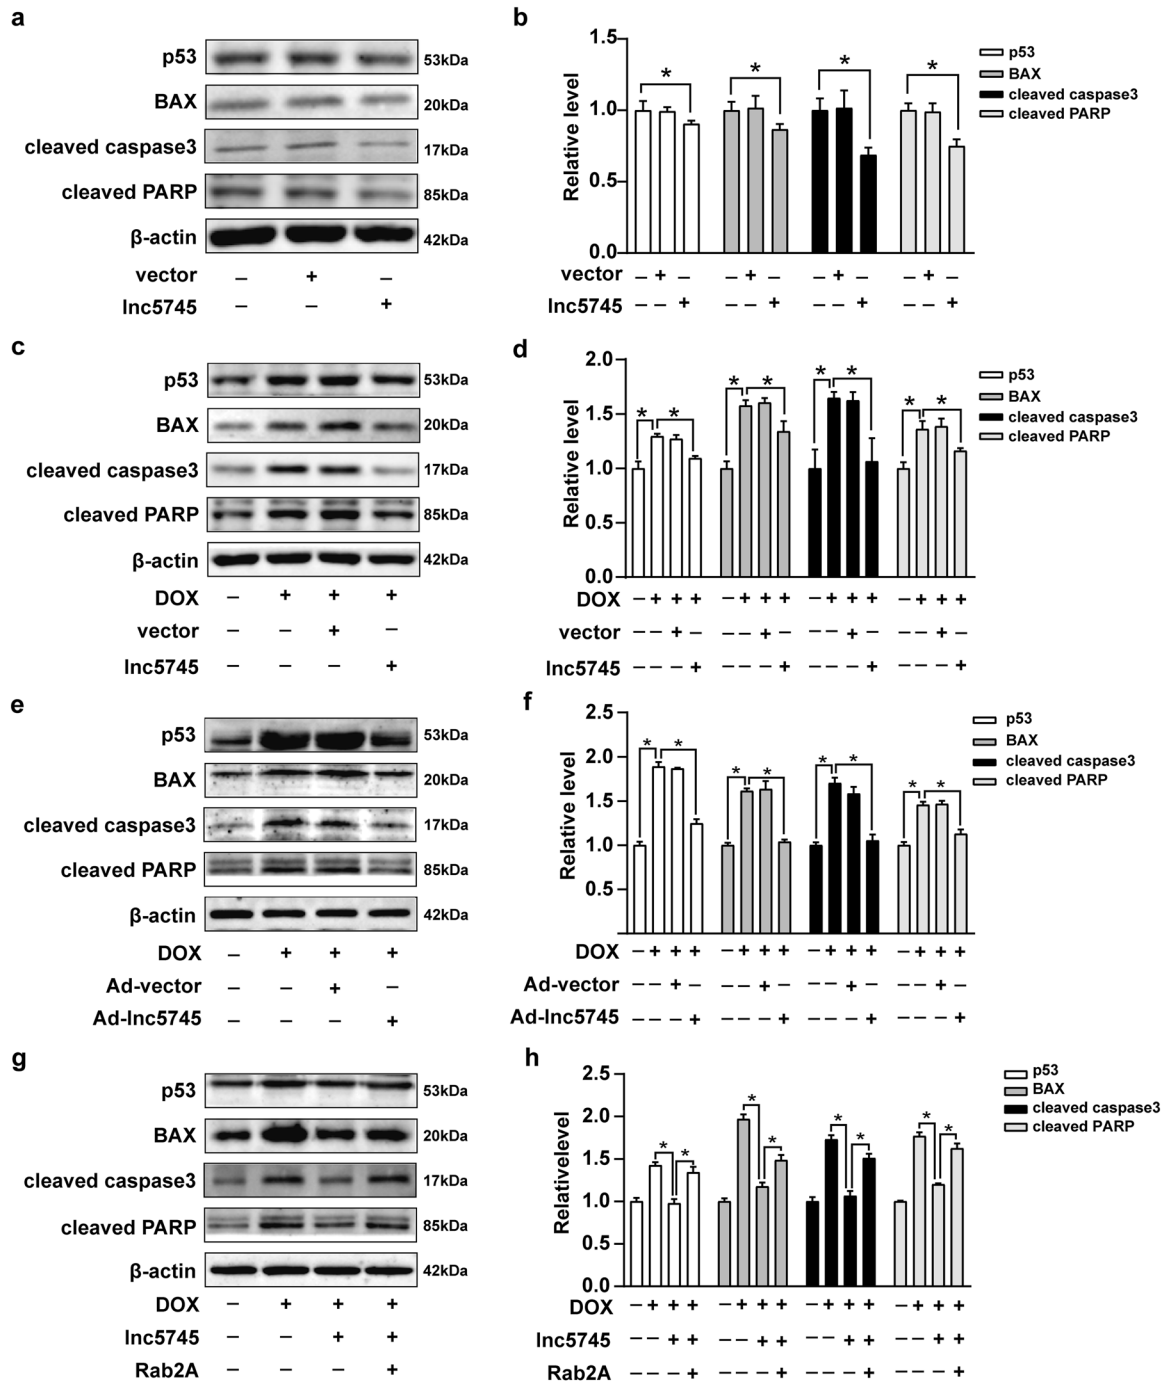 a
p53 53kDa
BAX 20kDa
cleaved caspase3 17kDa
cleaved PARP 85kDa
β-actin 42kDa
vector – + –
lnc5745 – – +
b
Relative level
1.5
1.0
0.5
0.0
* * * *
p53
BAX
cleaved caspase3
cleaved PARP
vector – + – – + – – + – – + –
lnc5745 – – + – – + – – + – – +
c
p53 53kDa
BAX 20kDa
cleaved caspase3 17kDa
cleaved PARP 85kDa
β-actin 42kDa
DOX – + + +
vector – – + –
lnc5745 – – – +
d
Relative level
2.0
1.5
1.0
0.5
0.0
* * * * * * * *
p53
BAX
cleaved caspase3
cleaved PARP
DOX – + + + – + + + – + + + – + + +
vector – – + – – – + – – – + – – – + –
lnc5745 – – – + – – – + – – – + – – – +
e
p53 53kDa
BAX 20kDa
cleaved caspase3 17kDa
cleaved PARP 85kDa
β-actin 42kDa
DOX – + + +
Ad-vector – – + –
Ad-lnc5745 – – – +
f
Relative level
2.5
2.0
1.5
1.0
0.5
* * * * * * * *
p53
BAX
cleaved caspase3
cleaved PARP
DOX – + + + – + + + – + + + – + + +
Ad-vector – – + – – – + – – – + – – – + –
Ad-lnc5745 – – – + – – – + – – – + – – – +
g
p53 53kDa
BAX 20kDa
cleaved caspase3 17kDa
cleaved PARP 85kDa
β-actin 42kDa
DOX – + + +
lnc5745 – – + +
Rab2A – – – +
h
Relativelevel
2.5
2.0
1.5
1.0
0.5
0.0
* * * * * * * *
p53
BAX
cleaved caspase3
cleaved PARP
DOX – + + + – + + + – + + + – + + +
lnc5745 – – + + – – + + – – + + – – + +
Rab2A – – – + – – – + – – – + – – – +